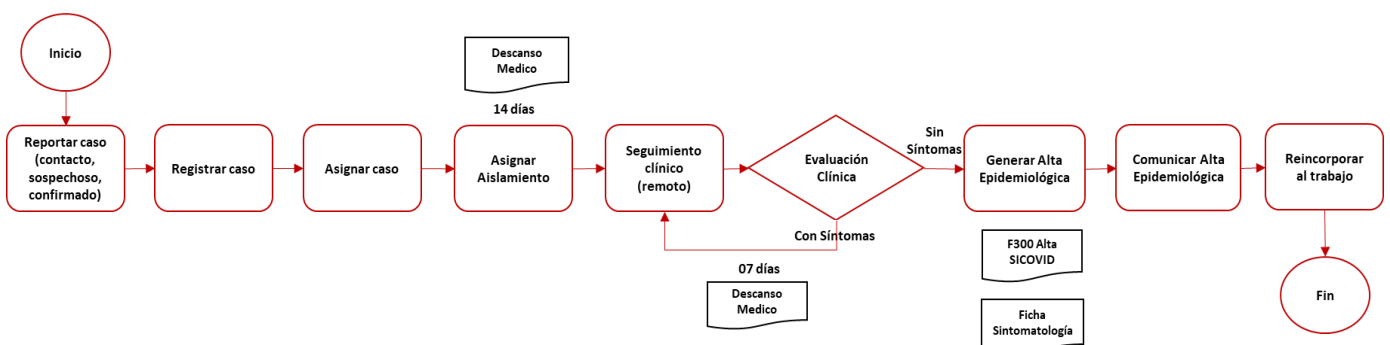 Inicio
Descanso
Medico
14 días
Reportar caso
(contacto,
sospechoso,
confirmado)
Registrar caso
Asignar caso
Asignar
Aislamiento
Seguimiento
clínico
(remoto)
Evaluación
Clínica
Sin
Síntomas
Generar Alta
Epidemiológica
Comunicar Alta
Epidemiológica
Reincorporar
al trabajo
Con Síntomas
07 días
Descanso
Medico
F300 Alta
SICOVID
Ficha
Sintomatología
Fin